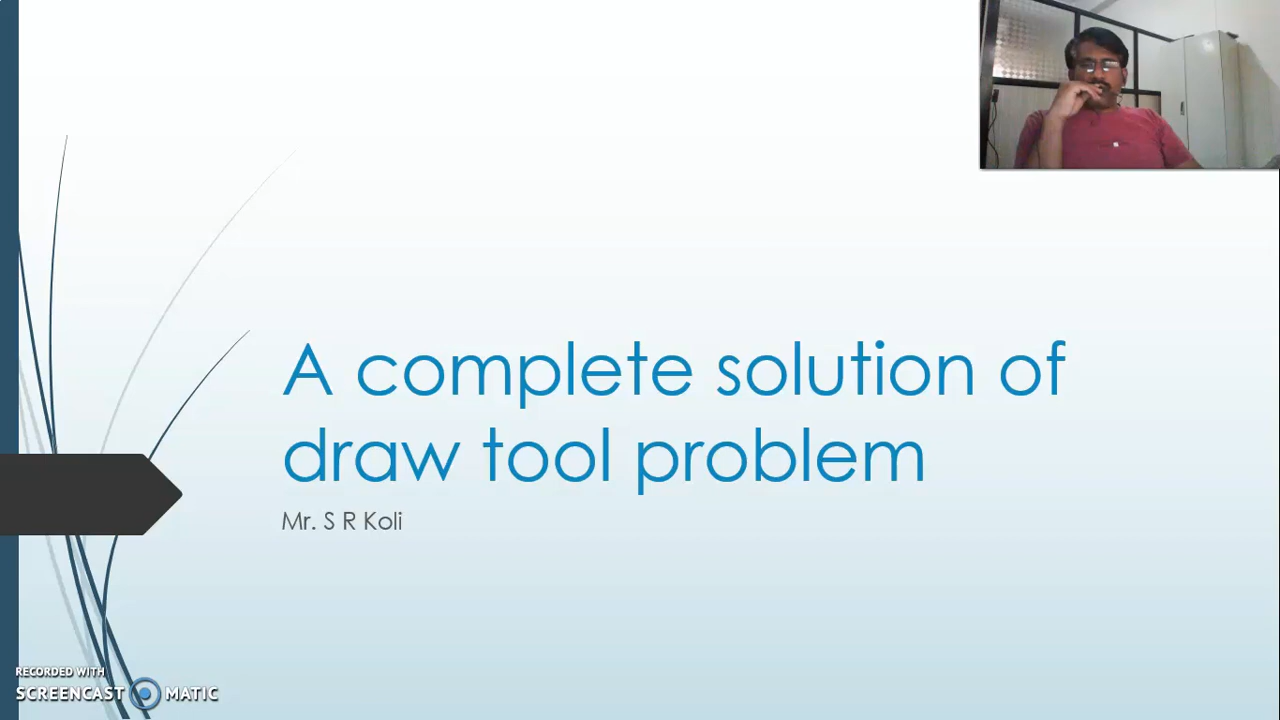 A complete solution of
draw tool problem
Mr. S R Koli
RECORDED WITH
SCREENCAST MATIC